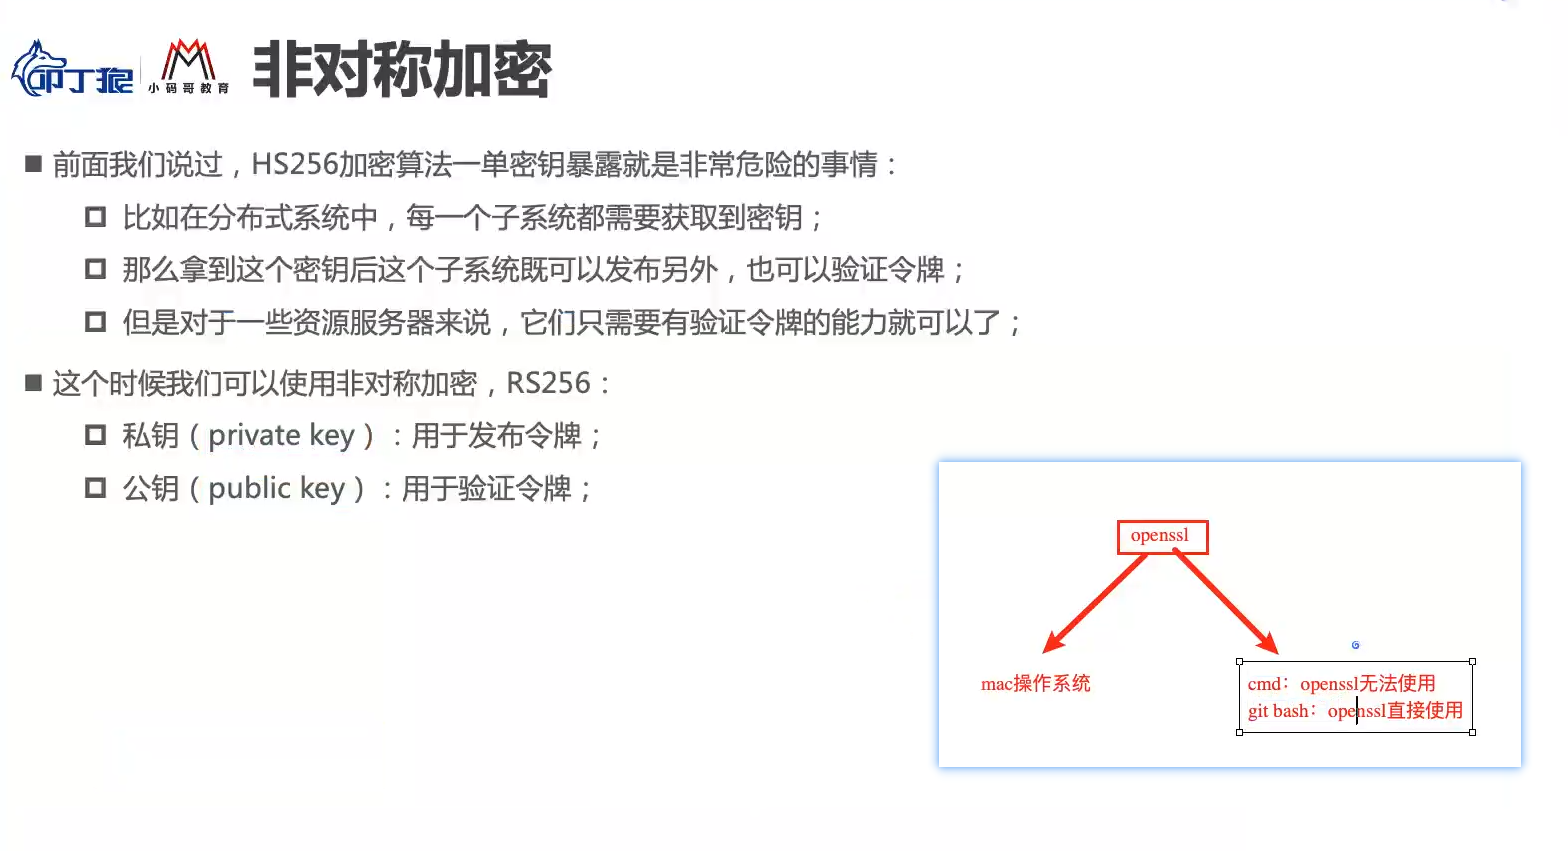 叩丁狼
小码哥教育
非对称加密
前面我们说过，HS256加密算法一单密钥暴露就是非常危险的事情：
比如在分布式系统中，每一个子系统都需要获取到密钥；
那么拿到这个密钥后这个子系统既可以发布另外，也可以验证令牌；
但是对于一些资源服务器来说，它们只需要有验证令牌的能力就可以了；
这个时候我们可以使用非对称加密，RS256：
私钥（private key）：用于发布令牌；
公钥（public key）：用于验证令牌；
openssl
mac操作系统
cmd：openssl无法使用
git bash：openssl直接使用